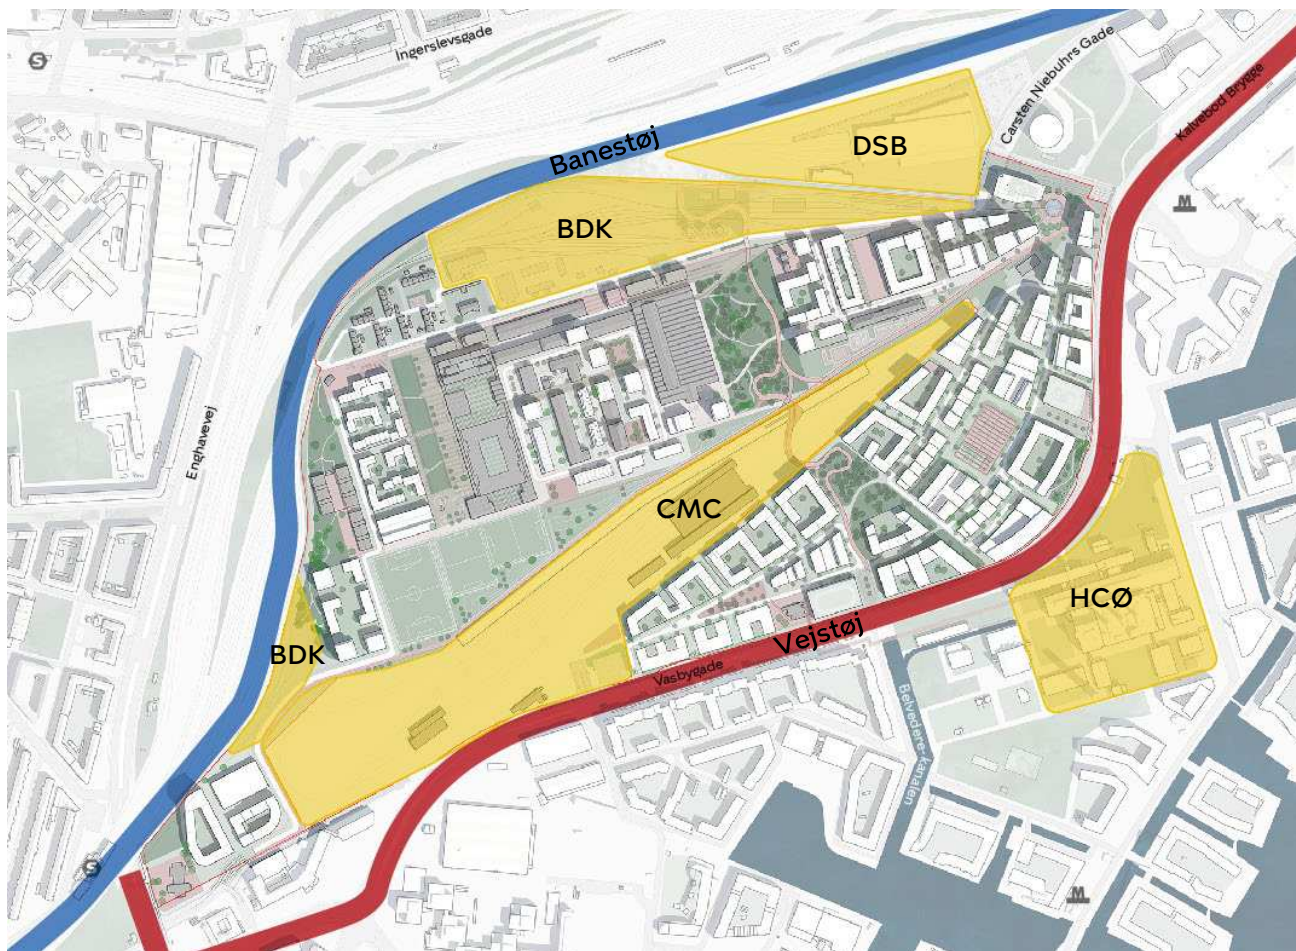 Ingerslevsgade
S
Carsten Niebuhrs Gade
Kalvebod Brygge
Banestøj
DSB
M
BDK
Enghavevej
CMC
HCØ
BDK
Vejstøj
Vasbygade
Belvedere-
kanalen
S
M